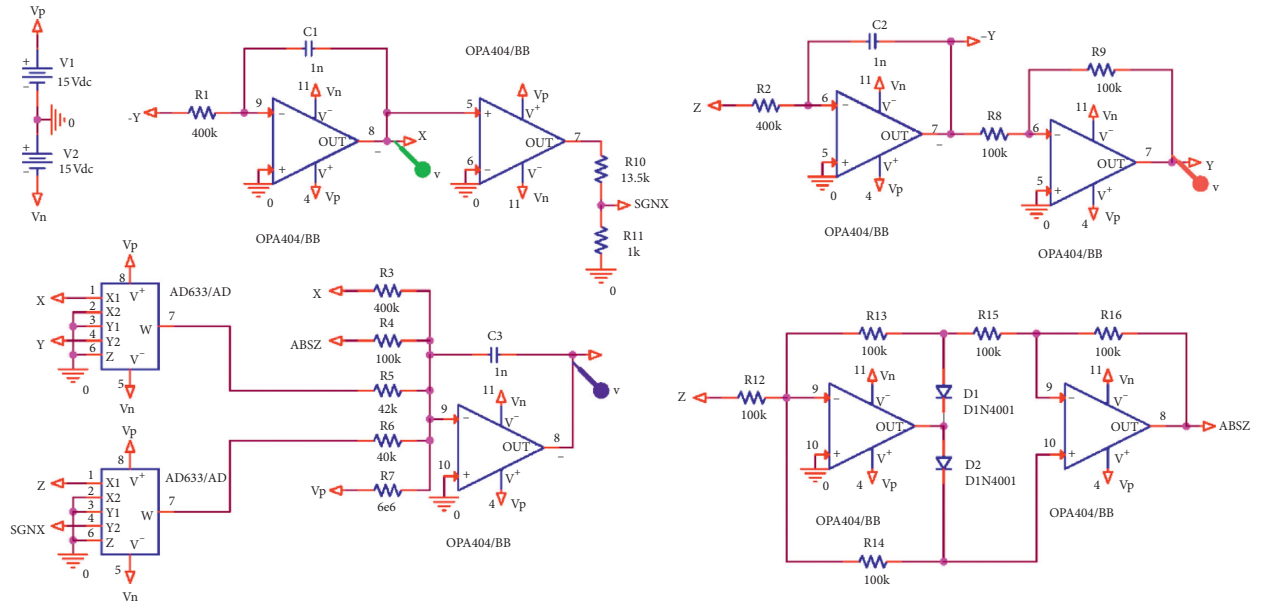 Vp
V1
15Vdc
+
−
0
+
V2
15Vdc
−
Vn
C1
1n
OPA404/BB
-Y
R1
400k
9
−
11
Vn
V−
OUT
8
−
X
v
+
0
V+
4
Vp
OPA404/BB
5
+
Vp
V+
OUT
7
6
−
0
V−
11
Vn
R10
13.5k
SGNX
R11
1k
0
C2
1n
-Y
Z
R2
400k
6
−
11
Vn
V−
OUT
7
−
5
+
0
V+
4
Vp
OPA404/BB
R8
100k
R9
100k
6
−
11
Vn
V−
OUT
7
Y
v
5
+
0
V+
4
Vp
OPA404/BB
Vp
8
AD633/AD
X
1 X1 V+
2 X2
3 Y1 W 7
Y
4 Y2
6 Z V−
0
5
Vn
Vp
8
AD633/AD
Z
1 X1 V+
2 X2
3 Y1 W 7
SGNX
4 Y2
6 Z V−
0
5
Vn
X
R3
400k
ABSZ
R4
100k
R5
42k
R6
40k
Vp
R7
6e6
C3
1n
v
9
−
11
Vn
V−
OUT
8
−
10
+
0
V+
4
Vp
OPA404/BB
Z
R12
100k
R13
100k
R15
100k
R16
100k
9
−
11
Vn
V−
OUT
10
+
0
V+
4
Vp
OPA404/BB
D1
D1N4001
D2
D1N4001
R14
100k
9
−
11
Vn
V−
OUT
8
ABSZ
10
+
V+
4
Vp
OPA404/BB